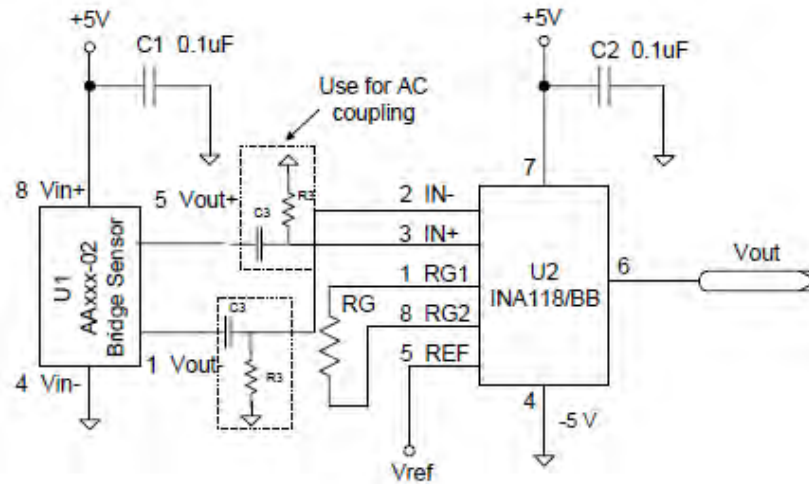 +5V
C1 0.1uF
Use for AC
coupling
+5V
C2 0.1uF
8 Vin+
5 Vout+
R3
C3
2 IN-
7
3 IN+
U1
AAxxx-02
Bridge Sensor
1 RG1
U2
INA118/BB
6
Vout
C3
RG
8 RG2
4 Vin-
1 Vout-
R3
5 REF
4
-5 V
Vref